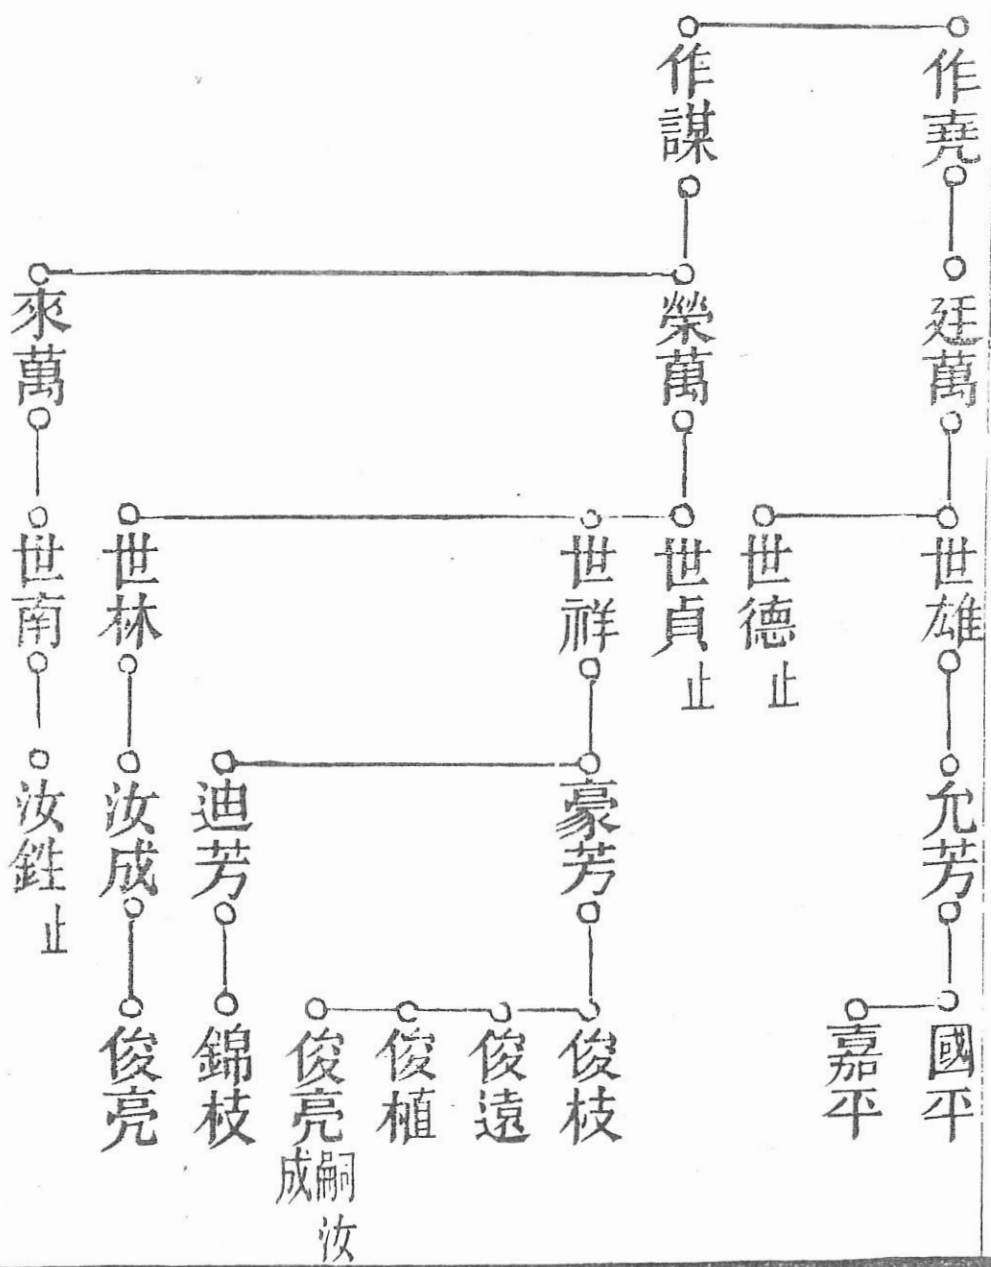 作堯
廷萬
世雄
允芳
國平
嘉平
世德
止
作謀
榮萬
世貞
止
世祥
豪芳
俊枝
俊遠
俊植
俊亮
嗣汝
成
迪芳
錦枝
世林
汝成
俊亮
來萬
世南
汝鉎
止